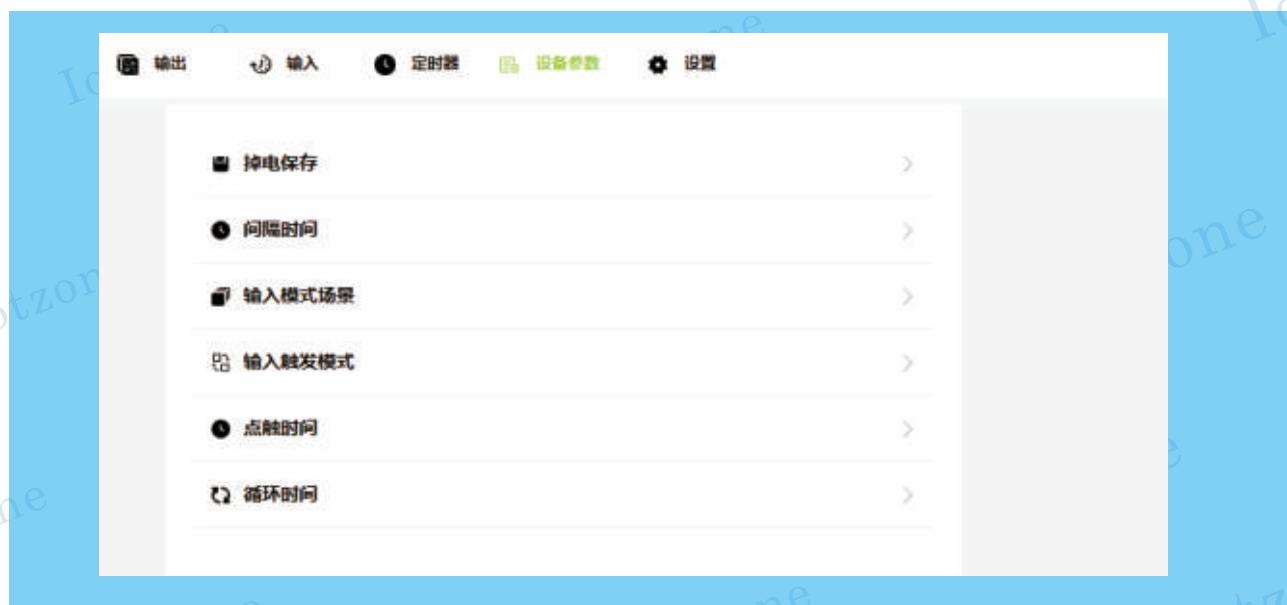 输出 输入 定时器 设备参数 设置
掉电保存
间隔时间
输入模式场景
输入触发模式
点触时间
循环时间